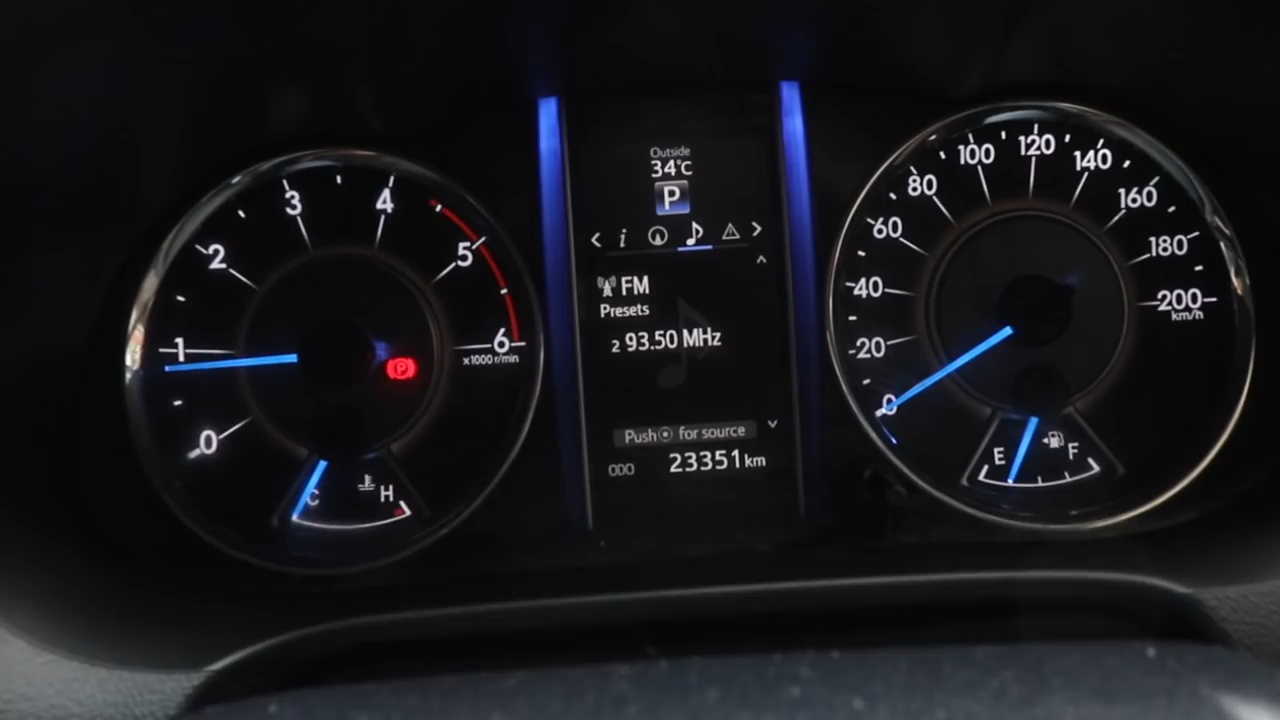 0
1
2
3
4
5
6
x1000 r/min
P
C
H
Outside
34°C
P
i
FM
Presets
2 93.50 MHz
Push for source
ODO 23351 km
0
20
40
60
80
100
120
140
160
180
200
km/h
E
F